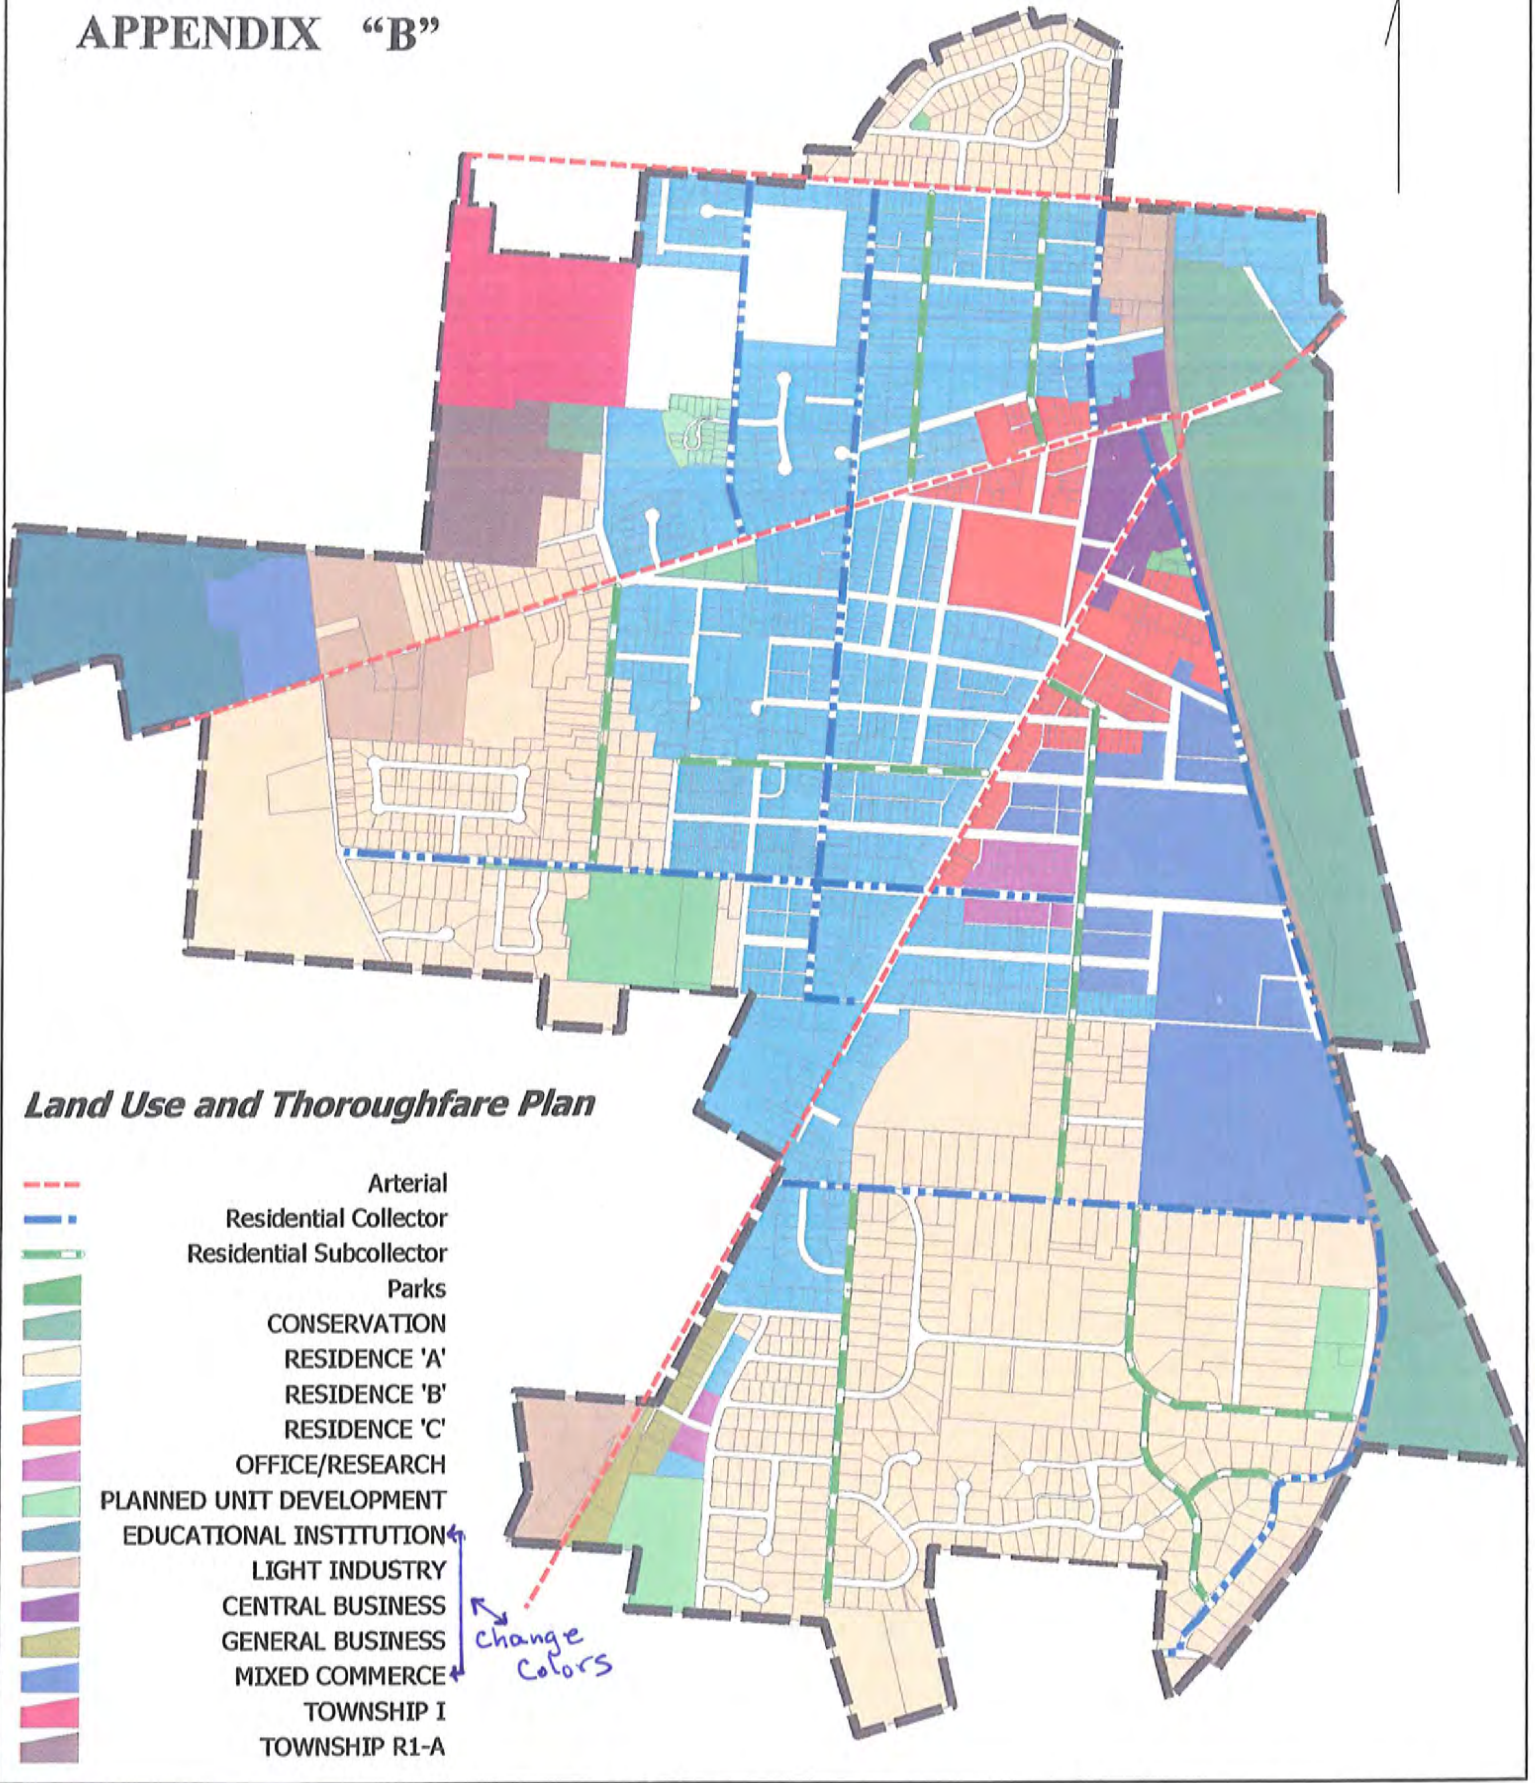 APPENDIX “B”
Land Use and Thoroughfare Plan
Arterial
Residential Collector
Residential Subcollector
Parks
CONSERVATION
RESIDENCE 'A'
RESIDENCE 'B'
RESIDENCE 'C'
OFFICE/RESEARCH
PLANNED UNIT DEVELOPMENT
EDUCATIONAL INSTITUTION
LIGHT INDUSTRY
CENTRAL BUSINESS
GENERAL BUSINESS
MIXED COMMERCE
TOWNSHIP I
TOWNSHIP R1-A
Change
Colors